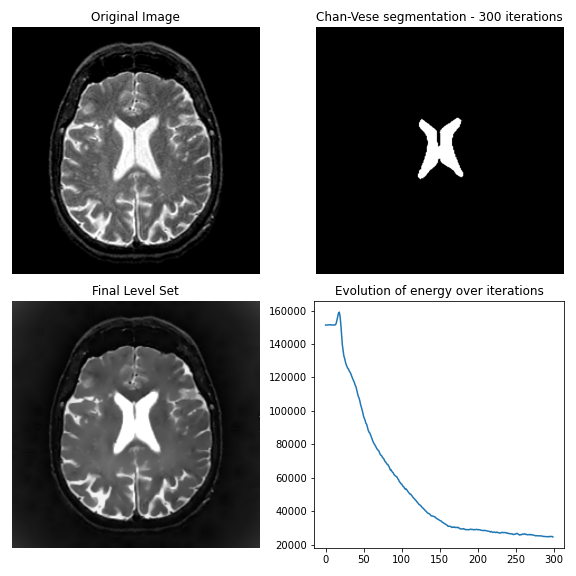 Original Image
Chan-Vese segmentation - 300 iterations
Final Level Set
Evolution of energy over iterations
160000
140000
120000
100000
80000
60000
40000
20000
0 50 100 150 200 250 300